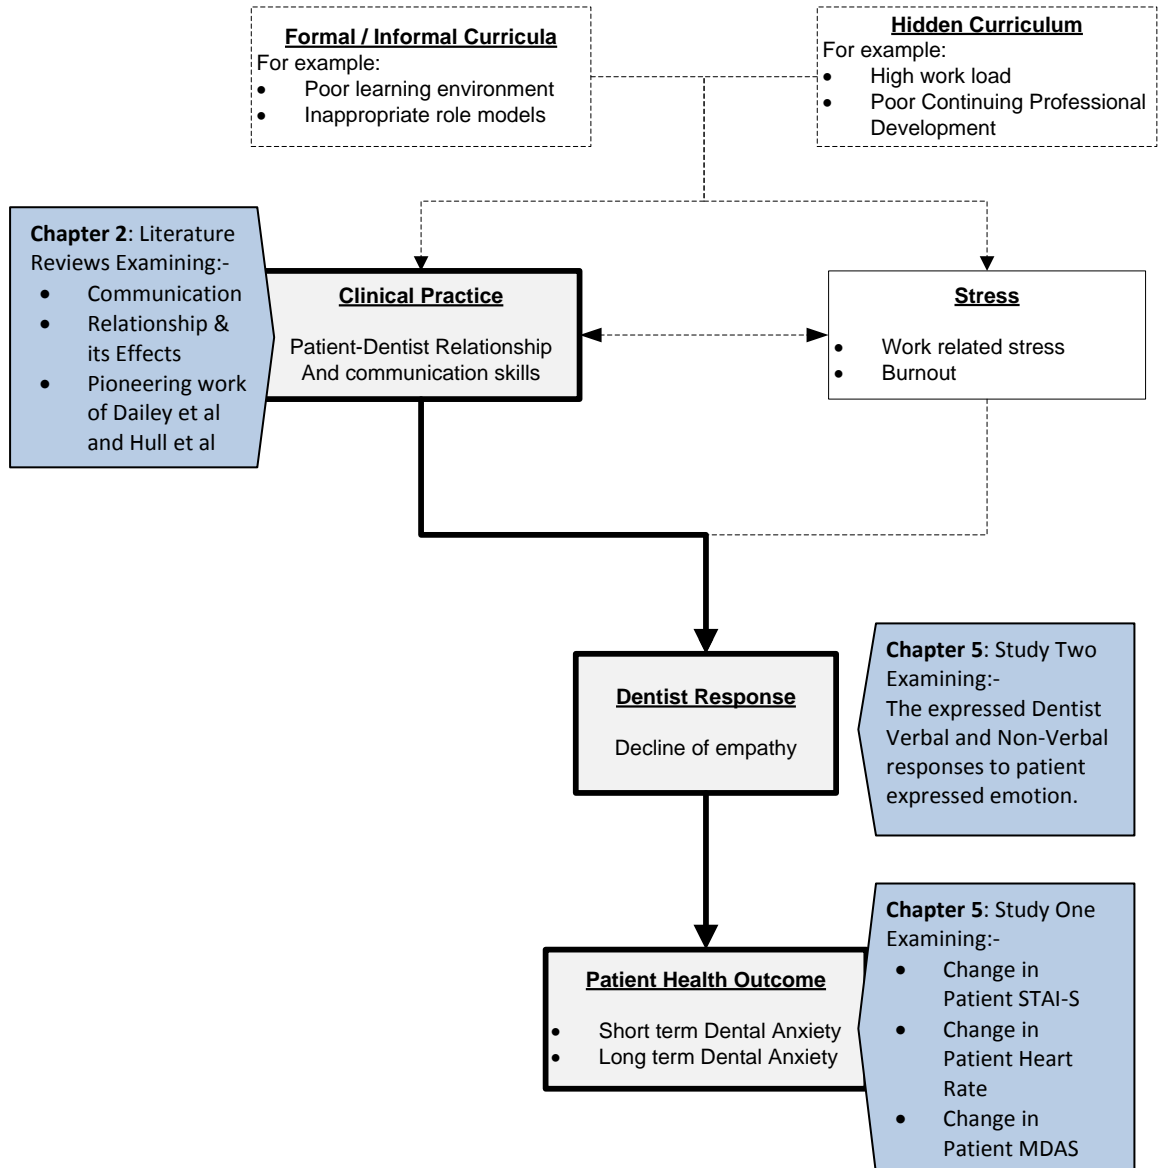 Formal / Informal Curricula
For example:
• Poor learning environment
• Inappropriate role models
Hidden Curriculum
For example:
• High work load
• Poor Continuing Professional
Development
Chapter 2: Literature
Reviews Examining:-
• Communication
• Relationship &
its Effects
• Pioneering work
of Dailey et al
and Hull et al
Clinical Practice
Patient-Dentist Relationship
And communication skills
Stress
• Work related stress
• Burnout
Dentist Response
Decline of empathy
Chapter 5: Study Two
Examining:-
The expressed Dentist
Verbal and Non-Verbal
responses to patient
expressed emotion.
Patient Health Outcome
• Short term Dental Anxiety
• Long term Dental Anxiety
Chapter 5: Study One
Examining:-
• Change in
Patient STAI-S
• Change in
Patient Heart
Rate
• Change in
Patient MDAS